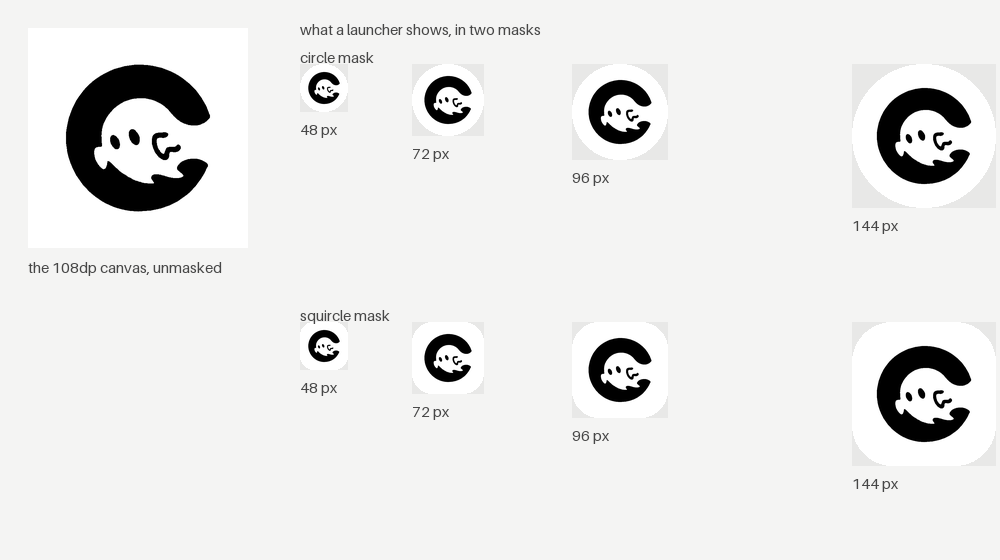 what a launcher shows, in two masks
circle mask
48 px
72 px
96 px
144 px
the 108dp canvas, unmasked
squircle mask
48 px
72 px
96 px
144 px